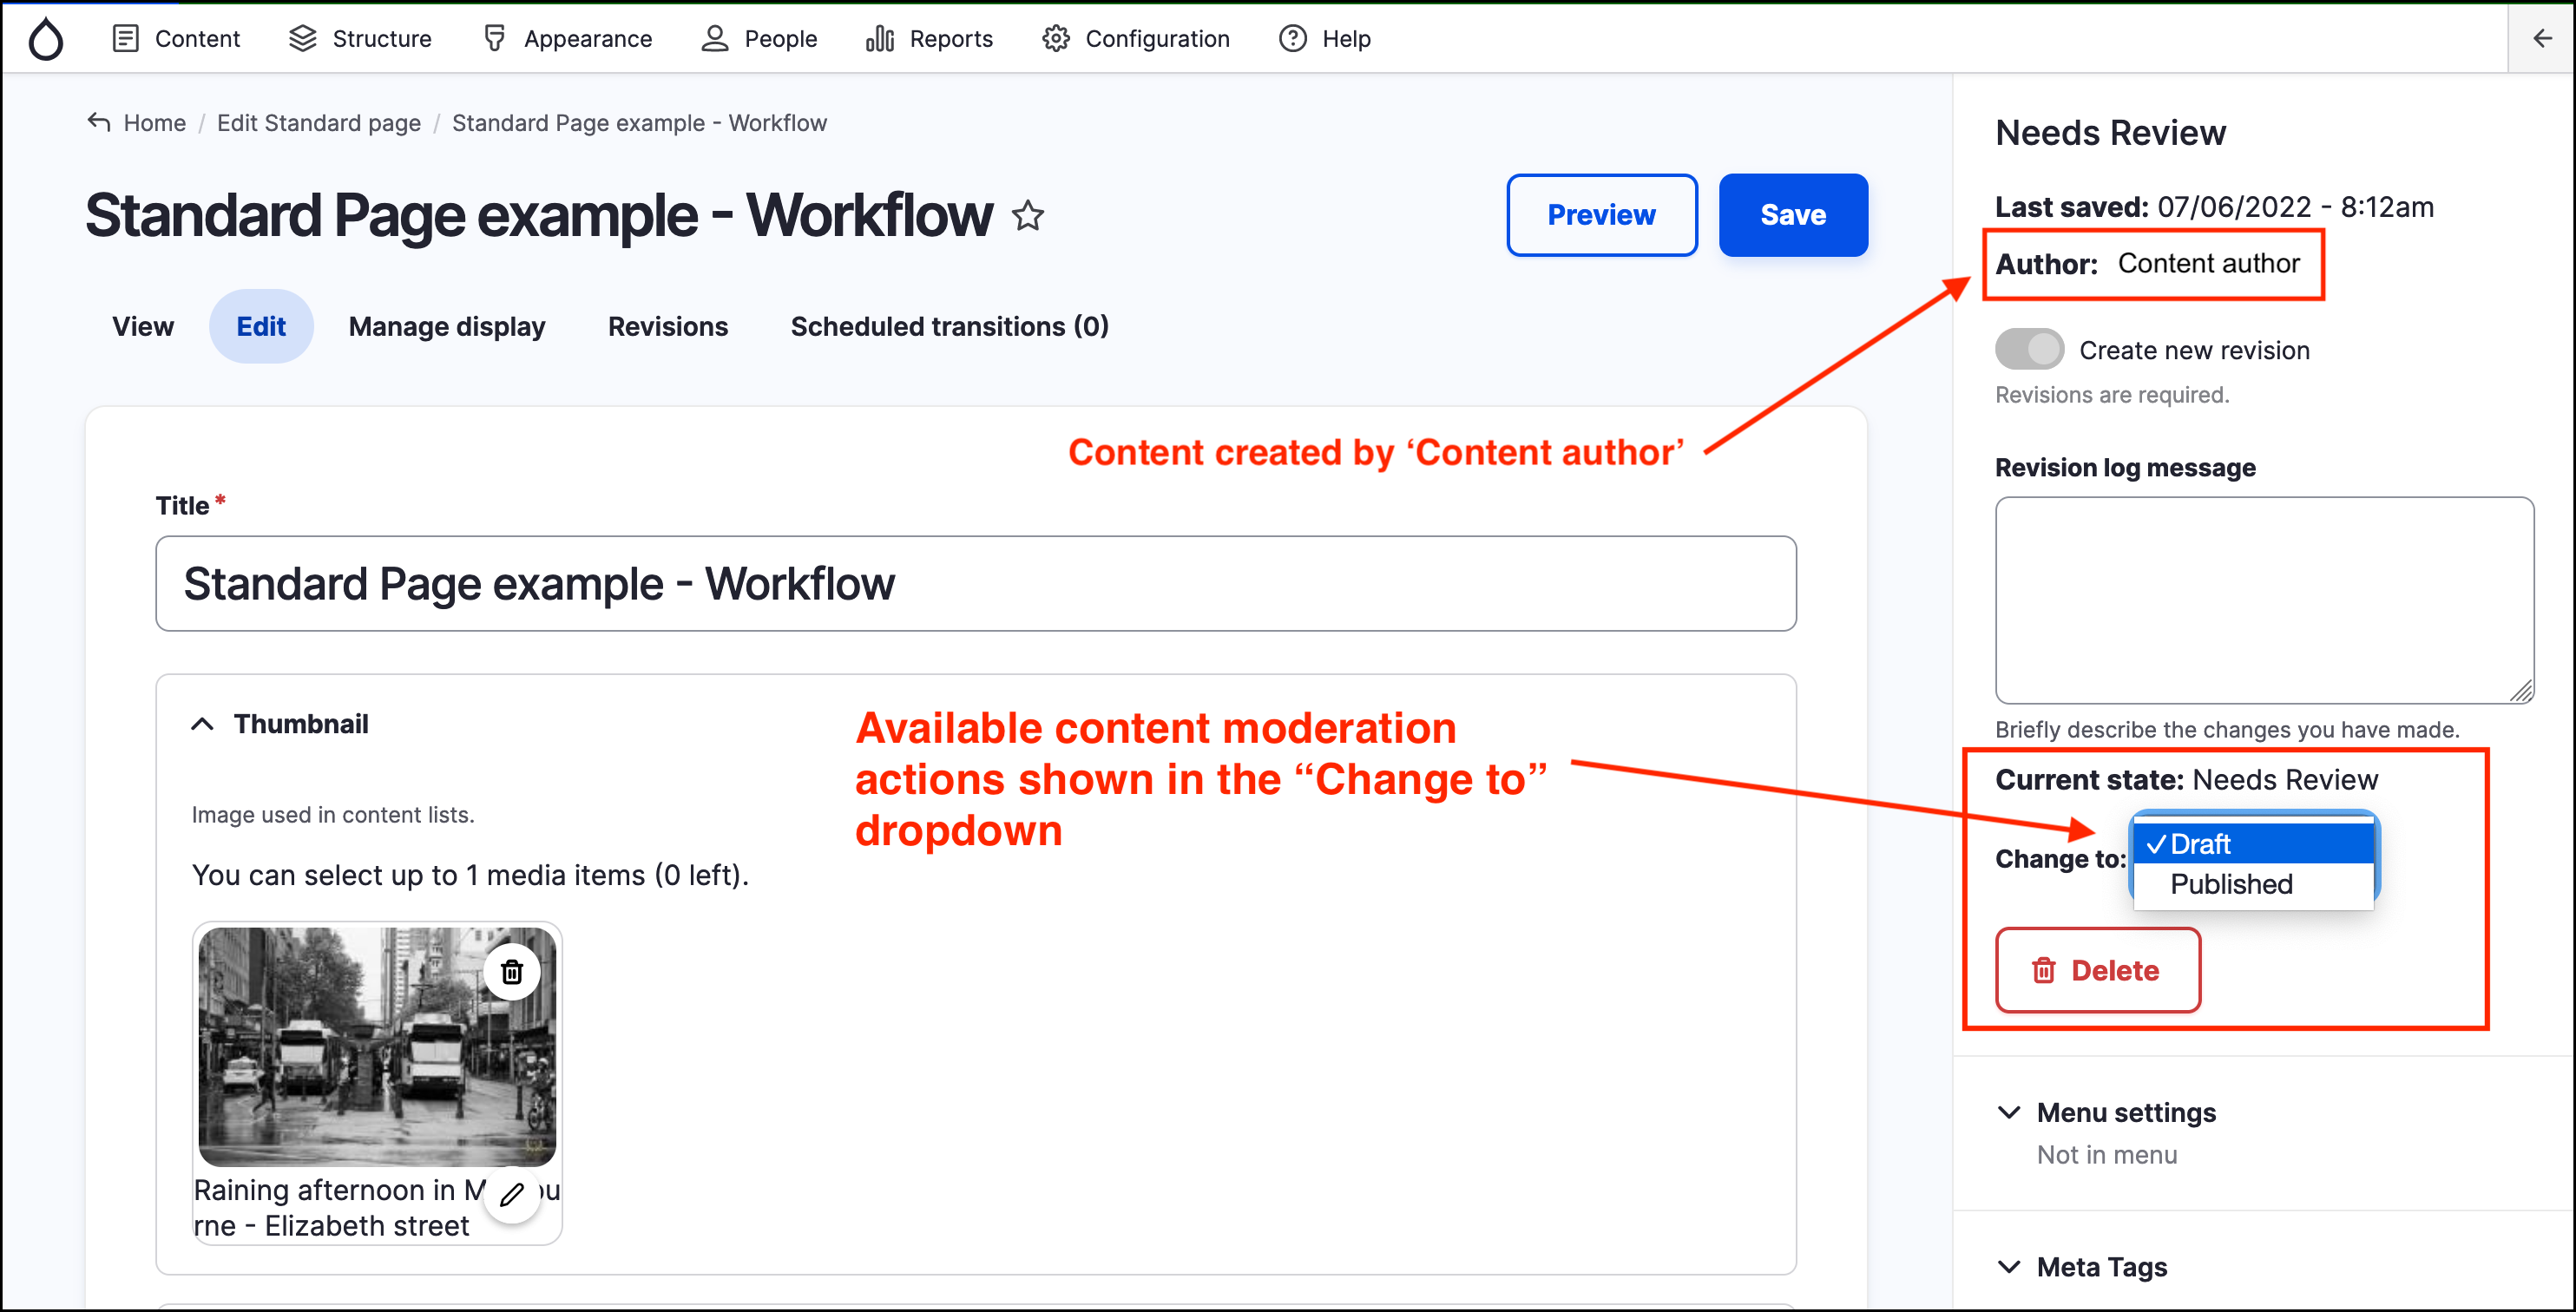 Content Structure Appearance People Reports Configuration Help
Home / Edit Standard page / Standard Page example - Workflow
Standard Page example - Workflow
Preview Save
View Edit Manage display Revisions Scheduled transitions (0)
Content created by ‘Content author’
Title *
Standard Page example - Workflow
Thumbnail
Image used in content lists.
You can select up to 1 media items (0 left).
Raining afternoon in
rne - Elizabeth street
Available content moderation
actions shown in the “Change to”
dropdown
Needs Review
Last saved: 07/06/2022 - 8:12am
Author: Content author
Create new revision
Revisions are required.
Revision log message
Briefly describe the changes you have made.
Current state: Needs Review
Change to:
✓ Draft
Published
Delete
Menu settings
Not in menu
Meta Tags